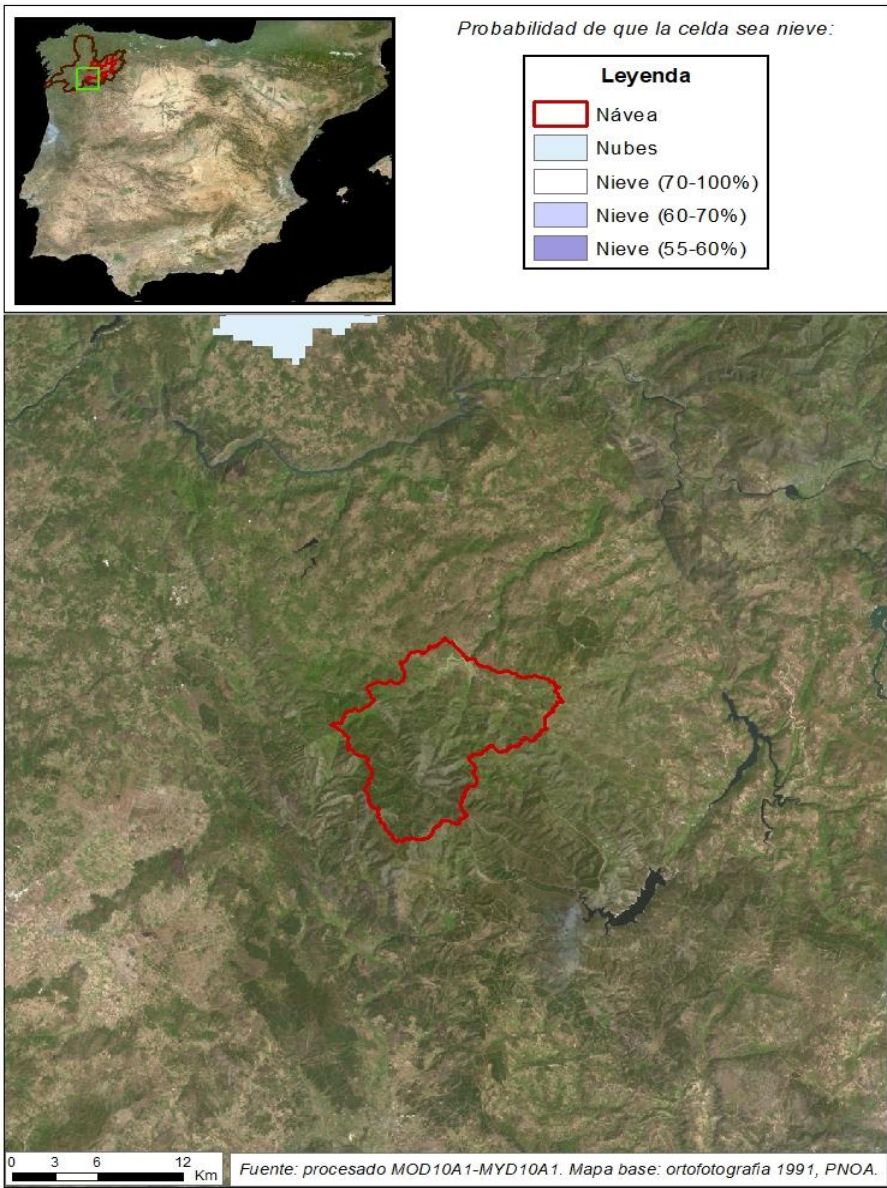 Probabilidad de que la celda sea nieve:
Leyenda
Návea
Nubes
Nieve (70-100%)
Nieve (60-70%)
Nieve (55-60%)
0 3 6 12
Km
Fuente: procesado MOD10A1-MYD10A1. Mapa base: ortofotografía 1991, PNOA.